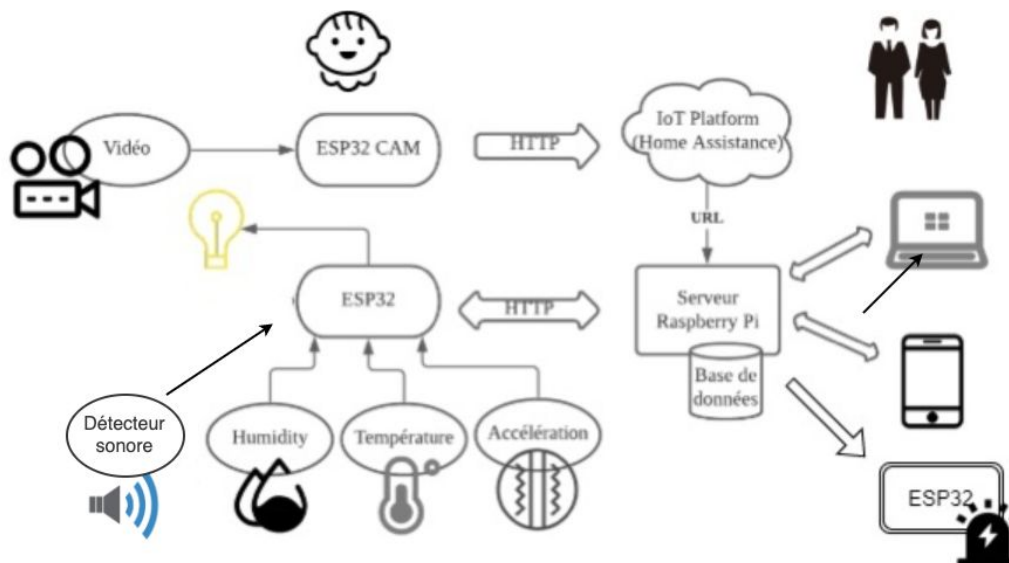 Vidéo
ESP32 CAM
HTTP
IoT Platform
(Home Assistance)
URL
ESP32
HTTP
Serveur
Raspberry Pi
Base de
données
Détecteur
sonore
Humidity
Température
Accélération
ESP32